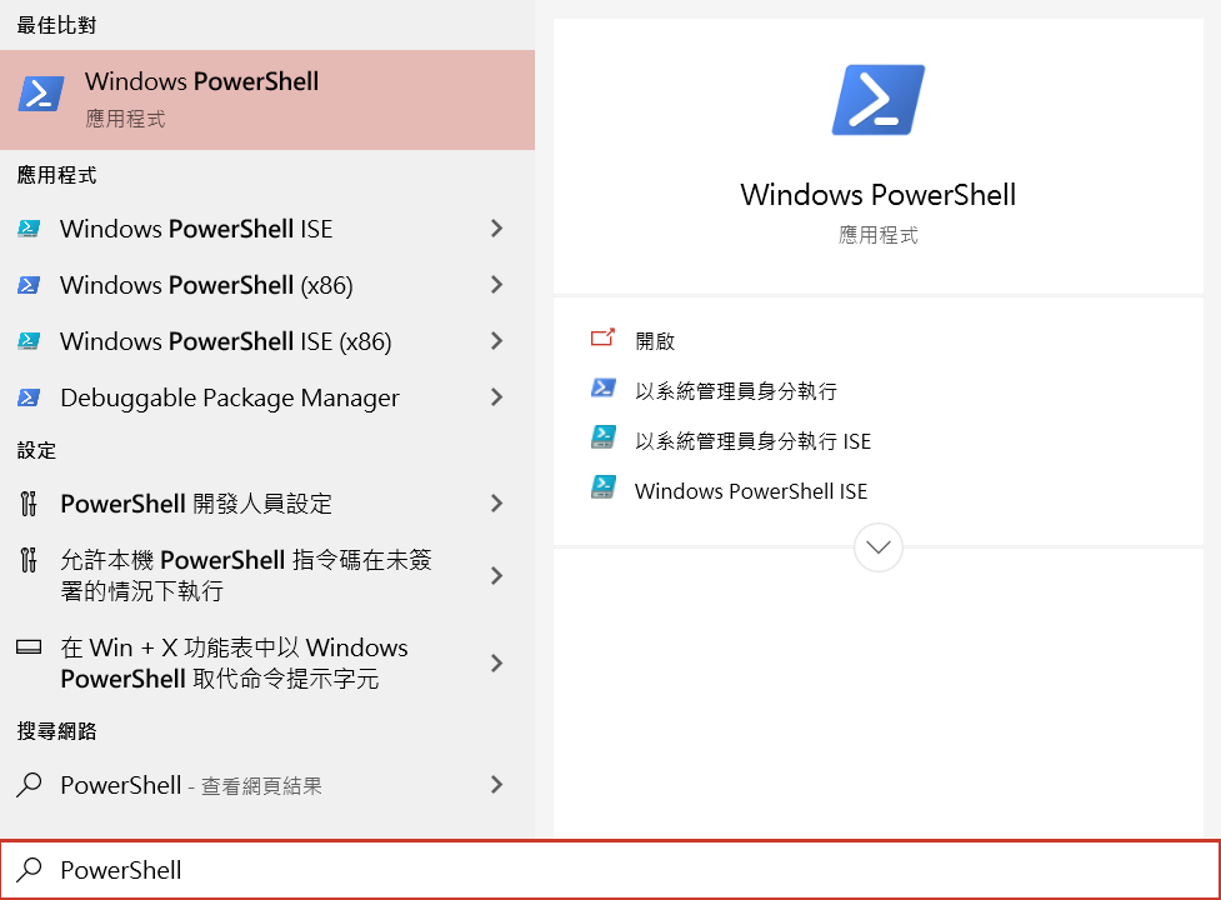 最佳比對
Windows PowerShell
應用程式
應用程式
Windows PowerShell ISE
Windows PowerShell (x86)
Windows PowerShell ISE (x86)
Debuggable Package Manager
設定
PowerShell 開發人員設定
允許本機 PowerShell 指令碼在未簽
署的情況下執行
在 Win + X 功能表中以 Windows
PowerShell 取代命令提示字元
搜尋網路
PowerShell - 查看網頁結果
PowerShell
Windows PowerShell
應用程式
開啟
以系統管理員身分執行
以系統管理員身分執行 ISE
Windows PowerShell ISE